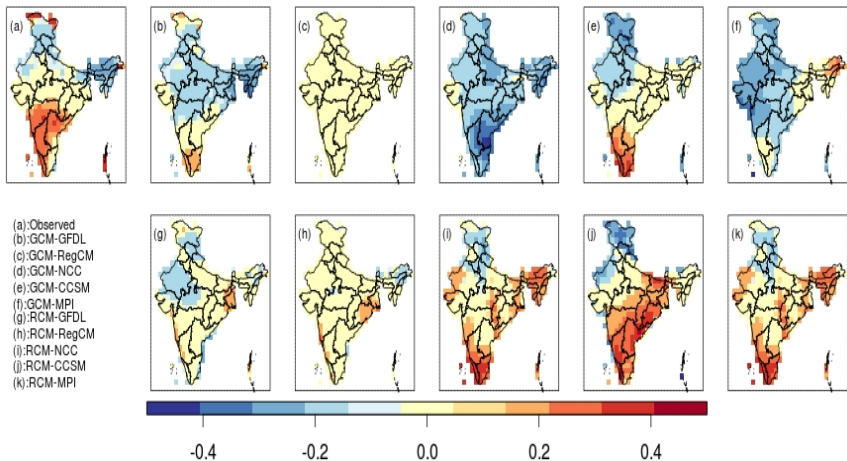 (a)
(b)
(c)
(d)
(e)
(f)
(a):Observed
(b):GCM-GFDL
(c):GCM-RegCM
(d):GCM-NCC
(e):GCM-CCSM
(f):GCM-MPI
(g):RCM-GFDL
(h):RCM-RegCM
(i):RCM-NCC
(j):RCM-CCSM
(k):RCM-MPI
(g)
(h)
(i)
(j)
(k)
-0.4
-0.2
0.0
0.2
0.4